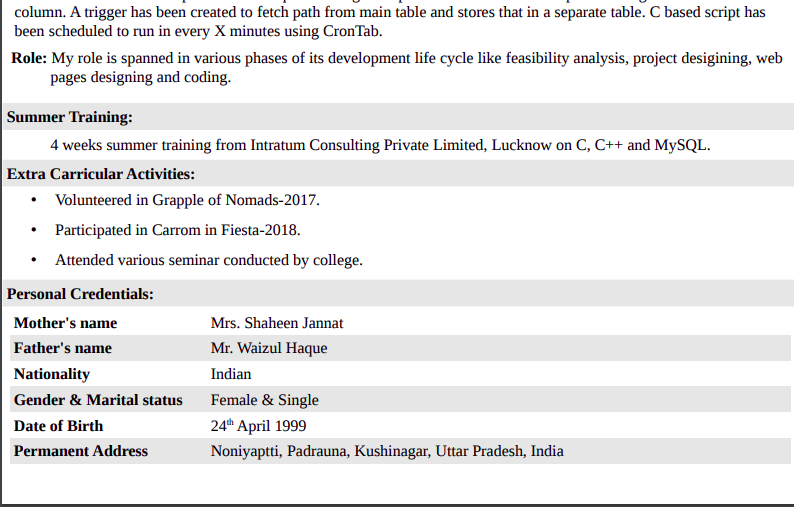 column. A trigger has been created to fetch path from main table and stores that in a separate table. C based script has
been scheduled to run in every X minutes using CronTab.
Role: My role is spanned in various phases of its development life cycle like feasibility analysis, project desigining, web
pages designing and coding.
Summer Training:
4 weeks summer training from Intratum Consulting Private Limited, Lucknow on C, C++ and MySQL.
Extra Carricular Activities:
• Volunteered in Grapple of Nomads-2017.
• Participated in Carrom in Fiesta-2018.
• Attended various seminar conducted by college.
Personal Credentials:
Mother's name Mrs. Shaheen Jannat
Father's name Mr. Waizul Haque
Nationality Indian
Gender & Marital status Female & Single
Date of Birth 24th April 1999
Permanent Address Noniyaptti, Padrauna, Kushinagar, Uttar Pradesh, India